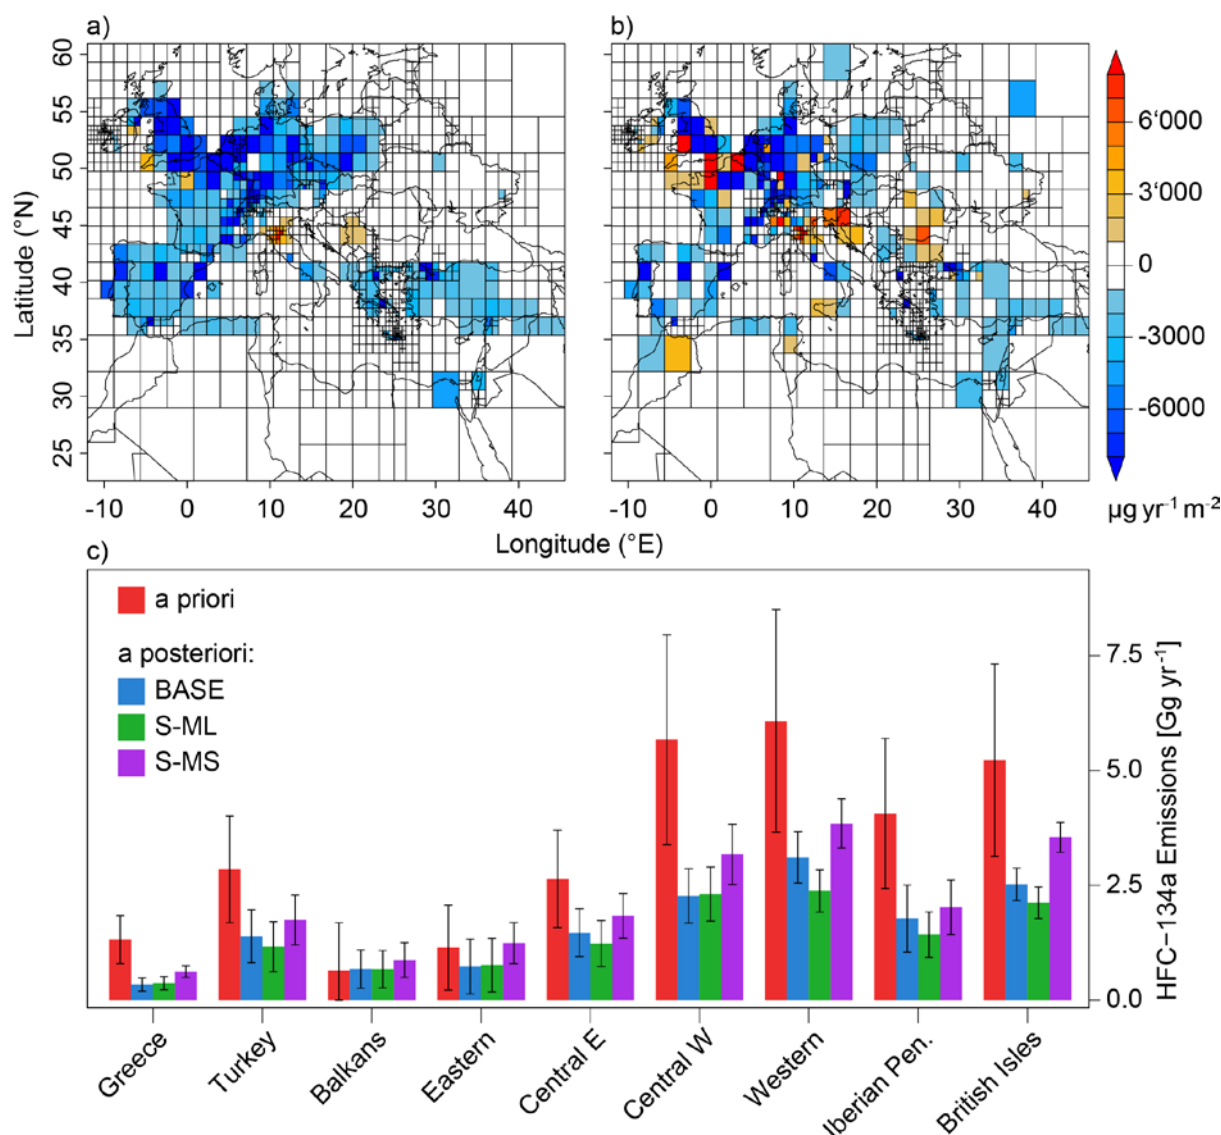 a)
b)
60
55
50
45
40
35
30
25
Latitude (°N)
-10 0 10 20 30 40
-10 0 10 20 30 40
Longitude (°E)
6‘000
3‘000
0
-3000
-6000
µg yr⁻¹ m⁻²
c)
a priori
a posteriori:
BASE
S-ML
S-MS
7.5
5.0
2.5
0.0
HFC−134a Emissions [Gg yr⁻¹]
Greece
Turkey
Balkans
Eastern
Central E
Central W
Western
Iberian Pen.
British Isles